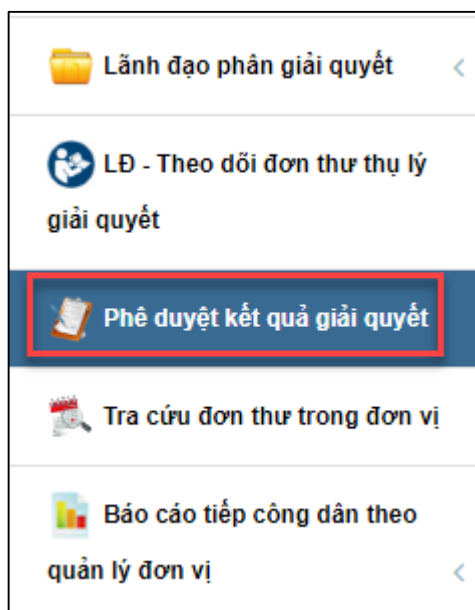 Lãnh đạo phân giải quyết
LĐ - Theo dõi đơn thư thụ lý
giải quyết
Phê duyệt kết quả giải quyết
Tra cứu đơn thư trong đơn vị
Báo cáo tiếp công dân theo
quản lý đơn vị